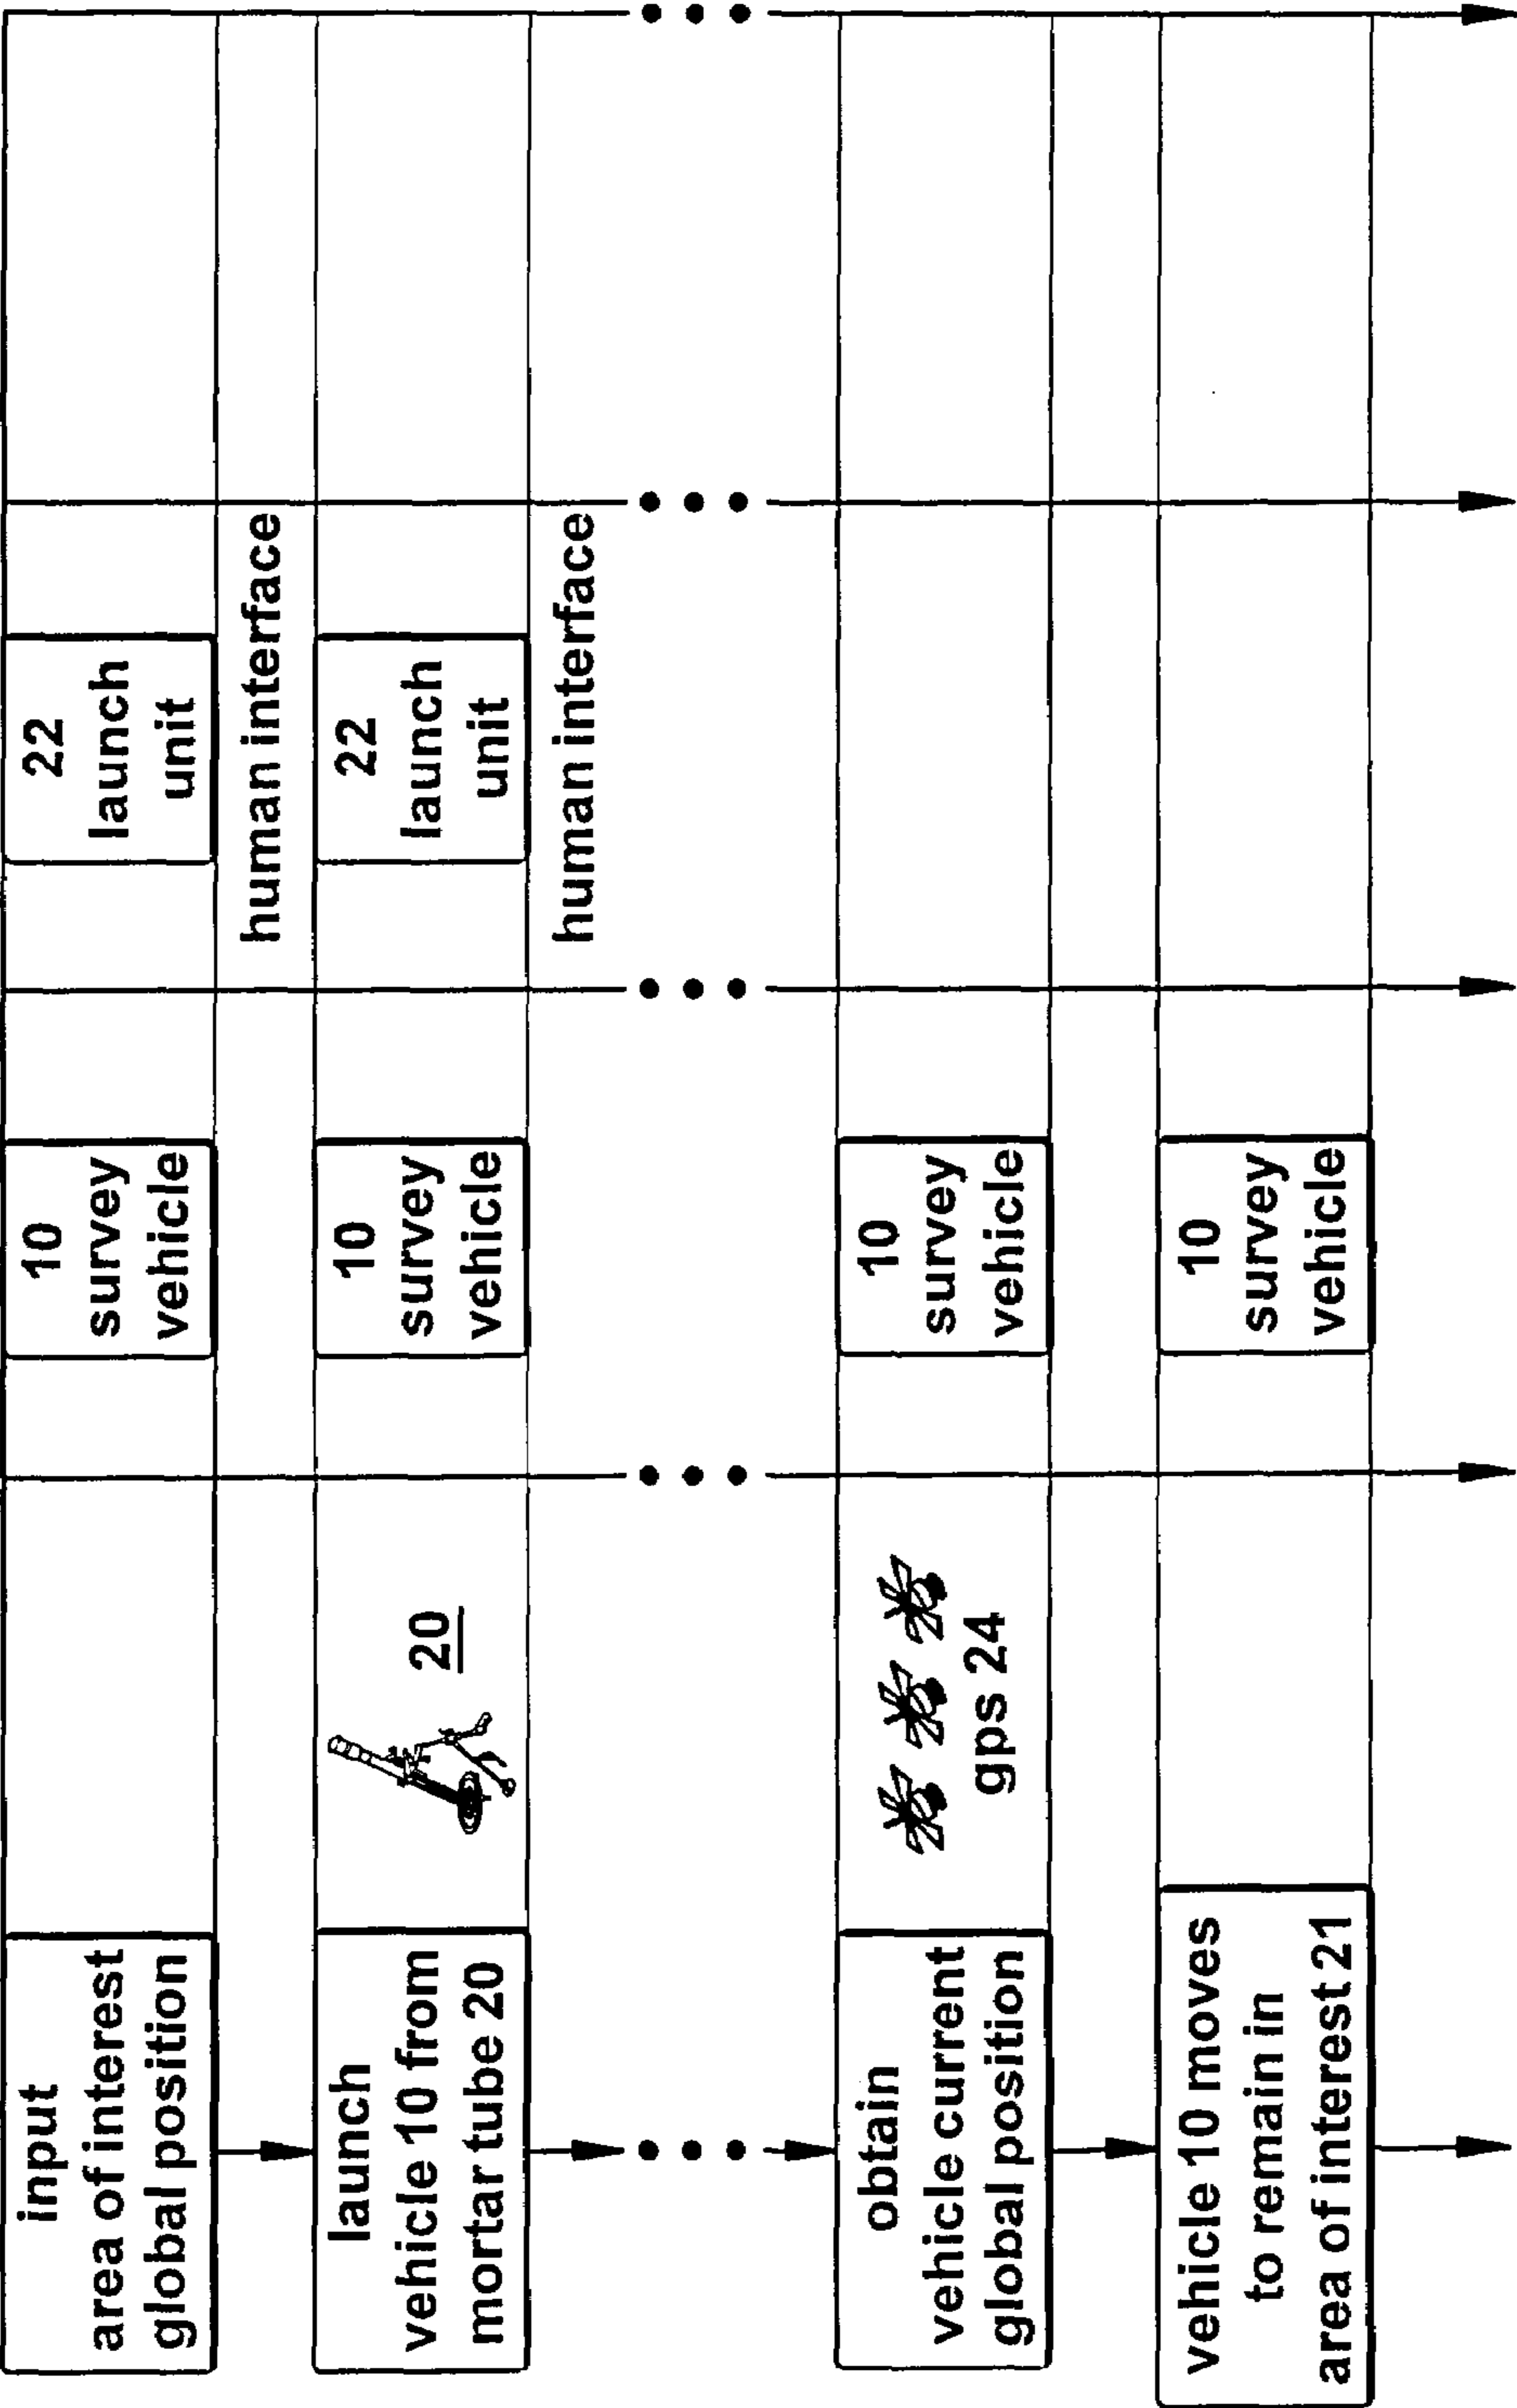 input
area of interest
global position
10
survey
vehicle
22
launch
unit
human interface
launch
vehicle 10 from
mortar tube 20
20
10
survey
vehicle
22
launch
unit
human interface
obtain
vehicle current
global position
gps 24
10
survey
vehicle
vehicle 10 moves
to remain in
area of interest 21
10
survey
vehicle